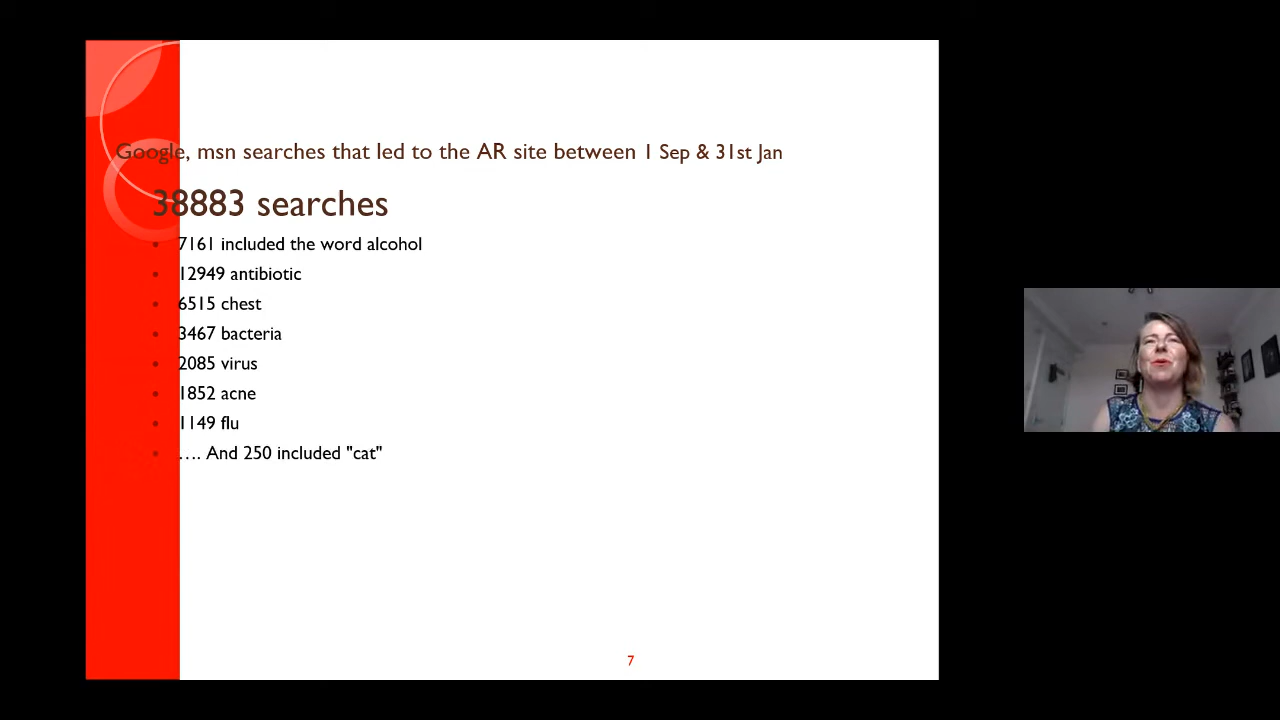 Google, msn searches that led to the AR site between 1 Sep & 31st Jan
38883 searches
• 7161 included the word alcohol
• 12949 antibiotic
• 6515 chest
• 3467 bacteria
• 2085 virus
• 1852 acne
• 1149 flu
• …. And 250 included "cat"
7